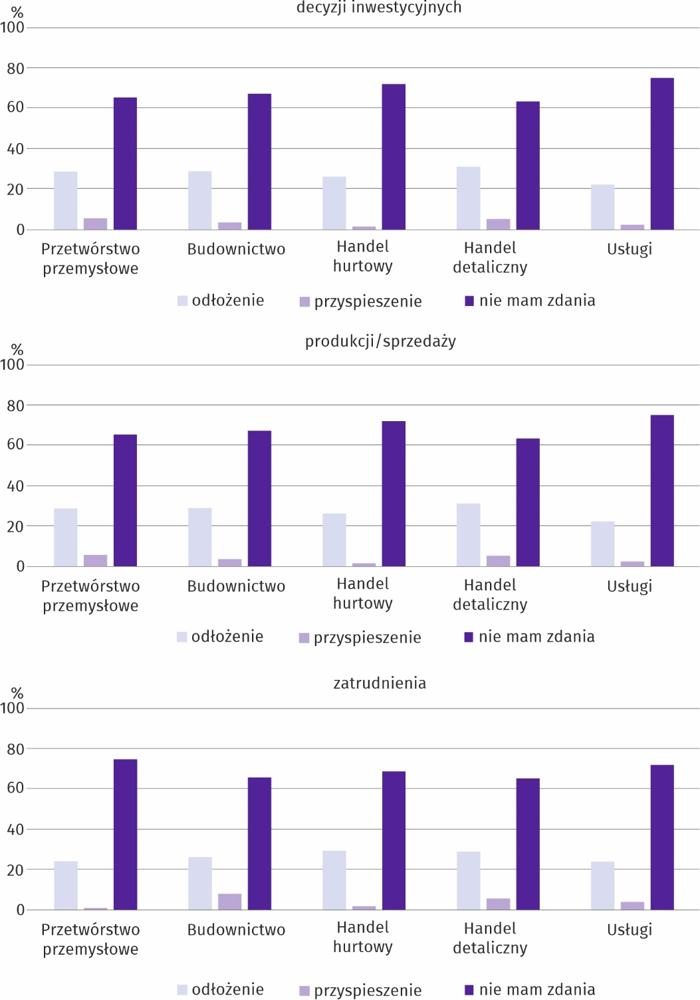 decyzji inwestycyjnych
%
100
80
60
40
20
0
Przetwórstwo
przemysłowe
Budownictwo
Handel
hurtowy
Handel
detaliczny
Usługi
odłożenie przyspieszenie nie mam zdania
produkcji/sprzedaży
%
100
80
60
40
20
0
Przetwórstwo
przemysłowe
Budownictwo
Handel
hurtowy
Handel
detaliczny
Usługi
odłożenie przyspieszenie nie mam zdania
zatrudnienia
%
100
80
60
40
20
0
Przetwórstwo
przemysłowe
Budownictwo
Handel
hurtowy
Handel
detaliczny
Usługi
odłożenie przyspieszenie nie mam zdania